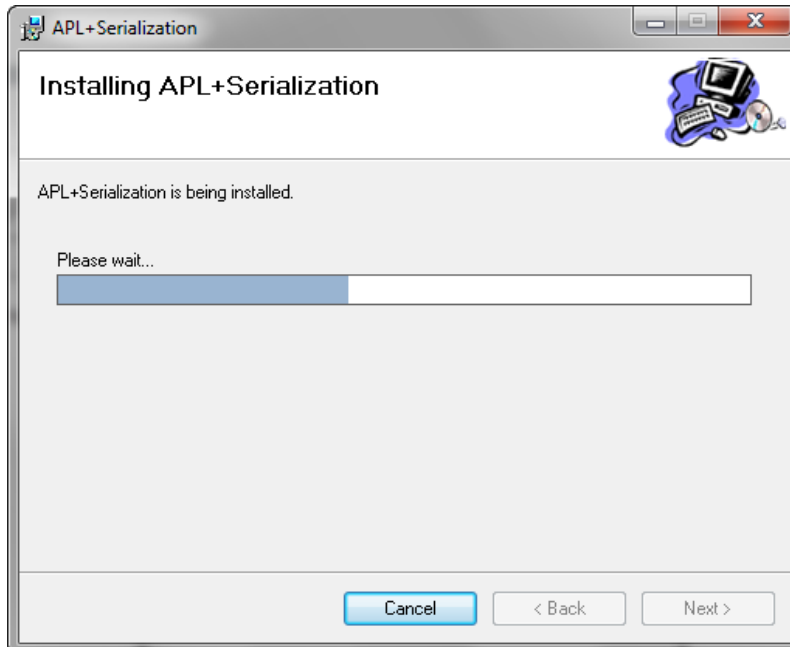 APL+Serialization
Installing APL+Serialization
APL+Serialization is being installed.
Please wait...
Cancel
< Back
Next >